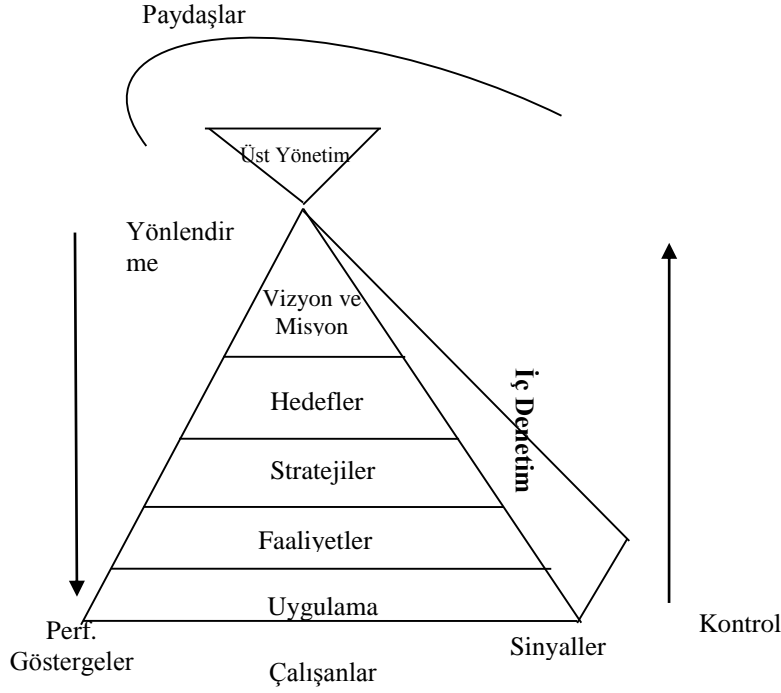 Paydaşlar
Üst Yönetim
Yönlendir
me
Vizyon ve
Misyon
İç Denetim
Hedefler
Stratejiler
Faaliyetler
Uygulama
Perf.
Göstergeler
Sinyaller
Kontrol
Çalışanlar